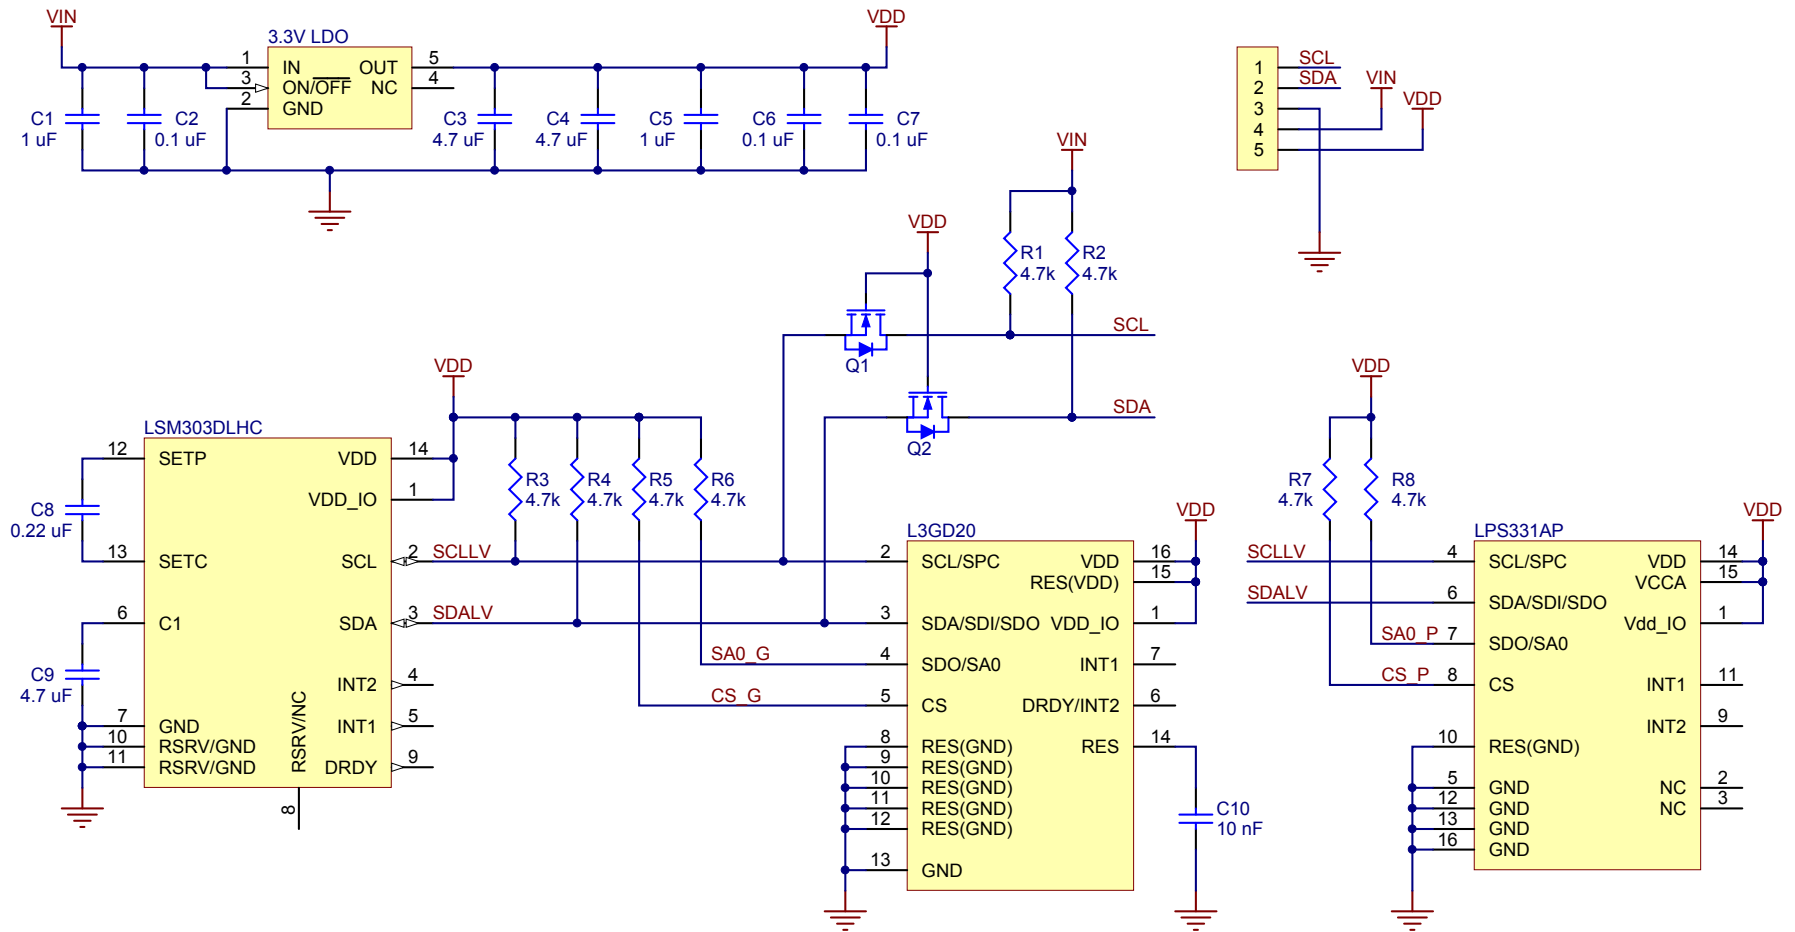 VIN
3.3V LDO
VDD
1 IN OUT 5
3 ON/OFF NC 4
2 GND
C1
1 uF
C2
0.1 uF
C3
4.7 uF
C4
4.7 uF
C5
1 uF
C6
0.1 uF
C7
0.1 uF
1 SCL
2 SDA
3
4
5
VIN
VDD
VIN
VDD
R1
4.7k
R2
4.7k
Q1
SCL
Q2
SDA
VDD
LSM303DLHC
12 SETP VDD 14
VDD_IO 1
C8
0.22 uF
13 SETC SCL 2 SCLLV
6 C1 SDA 3 SDALV
C9
4.7 uF
INT2 4
7 GND INT1 5
10 RSRV/GND
11 RSRV/GND DRDY 9
RSRV/NC
8
R3
4.7k
R4
4.7k
R5
4.7k
R6
4.7k
SA0_G
CS_G
L3GD20
VDD
2 SCL/SPC VDD 16
RES(VDD) 15
3 SDA/SDI/SDO VDD_IO 1
4 SDO/SA0 INT1 7
5 CS DRDY/INT2 6
8 RES(GND) RES 14
9 RES(GND)
10 RES(GND)
11 RES(GND)
12 RES(GND)
13 GND
C10
10 nF
VDD
R7
4.7k
R8
4.7k
LPS331AP
VDD
SCLLV 4 SCL/SPC VDD 14
VCCA 15
SDALV 6 SDA/SDI/SDO Vdd_IO 1
SA0_P 7 SDO/SA0
CS_P 8 CS INT1 11
INT2 9
10 RES(GND)
5 GND NC 2
12 GND NC 3
13 GND
16 GND